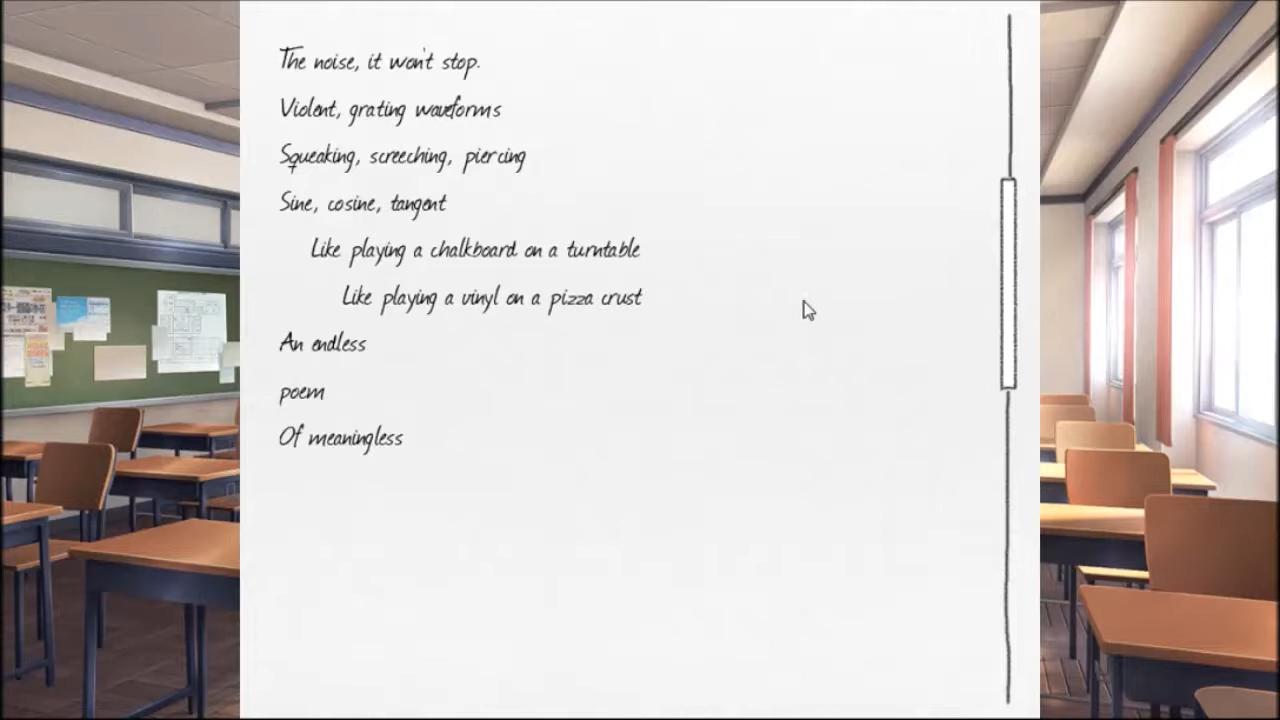 The noise, it won't stop.
Violent, grating waveforms
Squeaking, screeching, piercing
Sine, cosine, tangent
Like playing a chalkboard on a turntable
Like playing a vinyl on a pizza crust
An endless
poem
Of meaningless